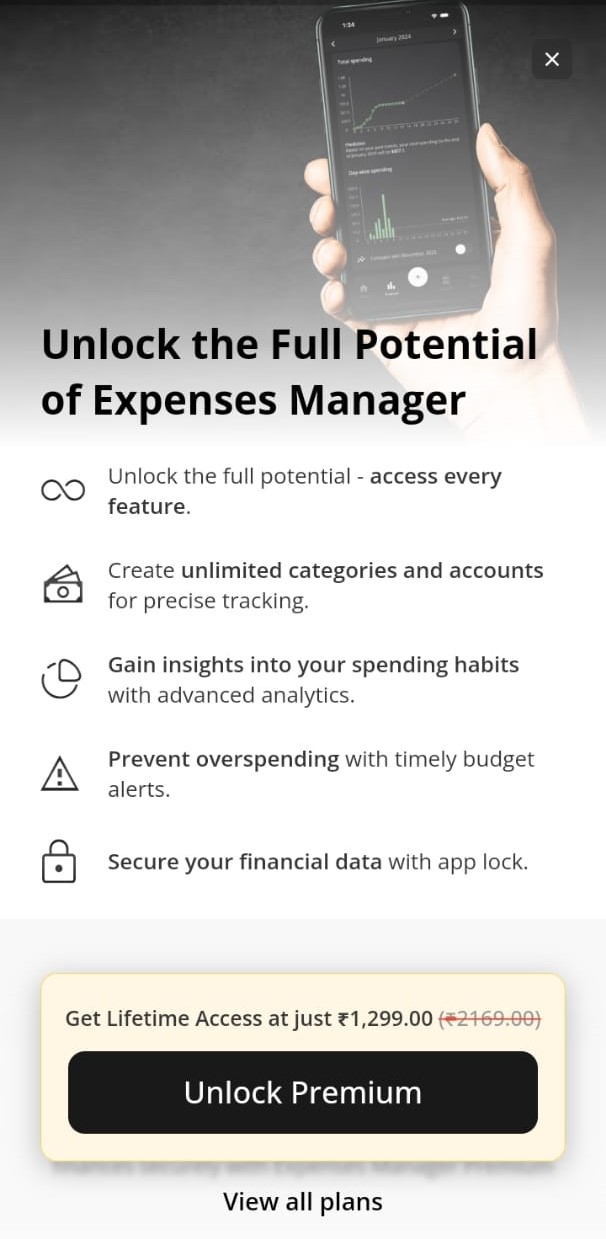 1:34
January 2024
Total spending
Day-wise spending
Unlock the Full Potential
of Expenses Manager
Unlock the full potential - access every
feature.
Create unlimited categories and accounts
for precise tracking.
Gain insights into your spending habits
with advanced analytics.
Prevent overspending with timely budget
alerts.
Secure your financial data with app lock.
Get Lifetime Access at just ₹1,299.00 (₹2169.00)
Unlock Premium
View all plans